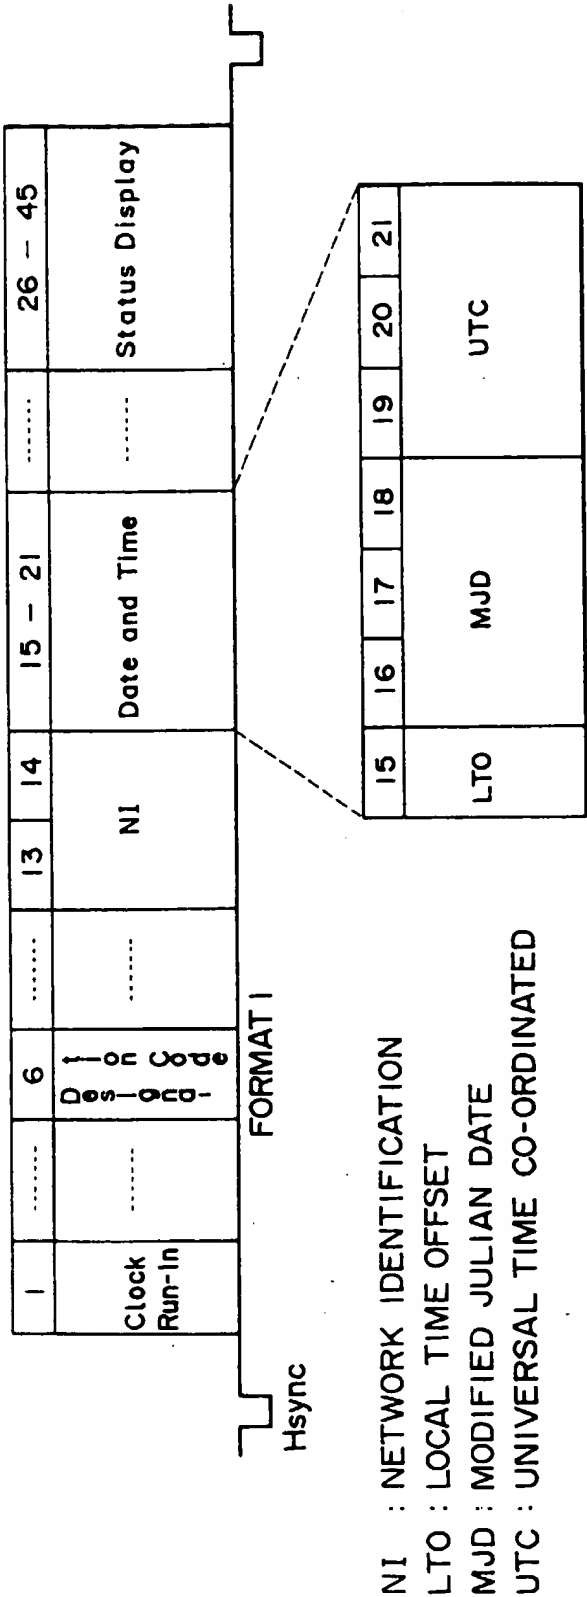 1 ........ 6 ........ 13 14 15 – 21 ........ 26 – 45
Clock
Run-In
........
Designa-
tion Code
........
NI
Date and Time
........
Status Display
Hsync
FORMAT 1
15 16 17 18 19 20 21
LTO MJD UTC
NI : NETWORK IDENTIFICATION
LTO : LOCAL TIME OFFSET
MJD : MODIFIED JULIAN DATE
UTC : UNIVERSAL TIME CO-ORDINATED